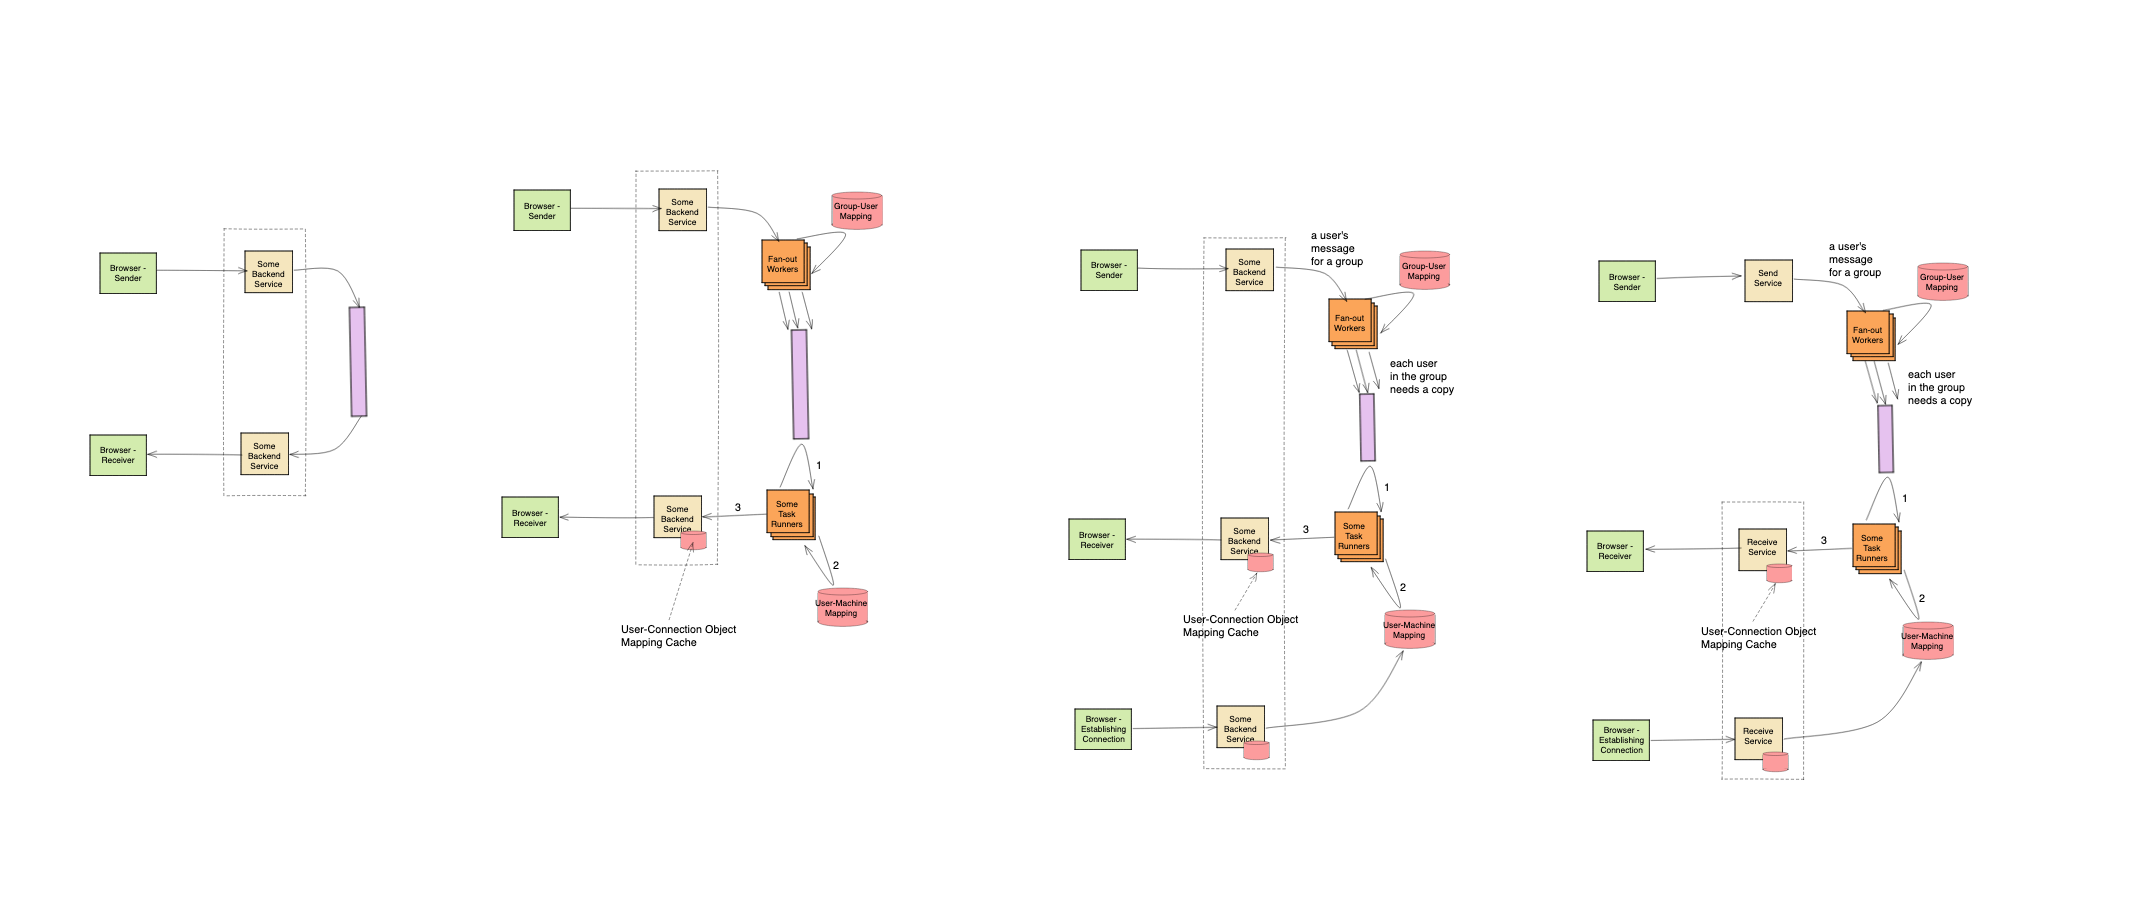 Browser -
Sender
Some
Backend
Service
Browser -
Receiver
Some
Backend
Service
Browser -
Sender
Some
Backend
Service
Group-User
Mapping
Fan-out
Workers
1
Browser -
Receiver
Some
Backend
Service
3
Some
Task
Runners
2
User-Machine
Mapping
User-Connection Object
Mapping Cache
a user's
message
for a group
Browser -
Sender
Some
Backend
Service
Group-User
Mapping
Fan-out
Workers
each user
in the group
needs a copy
1
Browser -
Receiver
Some
Backend
Service
3
Some
Task
Runners
2
User-Connection Object
Mapping Cache
User-Machine
Mapping
Browser -
Establishing
Connection
Some
Backend
Service
a user's
message
for a group
Browser -
Sender
Send
Service
Group-User
Mapping
Fan-out
Workers
each user
in the group
needs a copy
1
Browser -
Receiver
Receive
Service
3
Some
Task
Runners
2
User-Connection Object
Mapping Cache
User-Machine
Mapping
Browser -
Establishing
Connection
Receive
Service